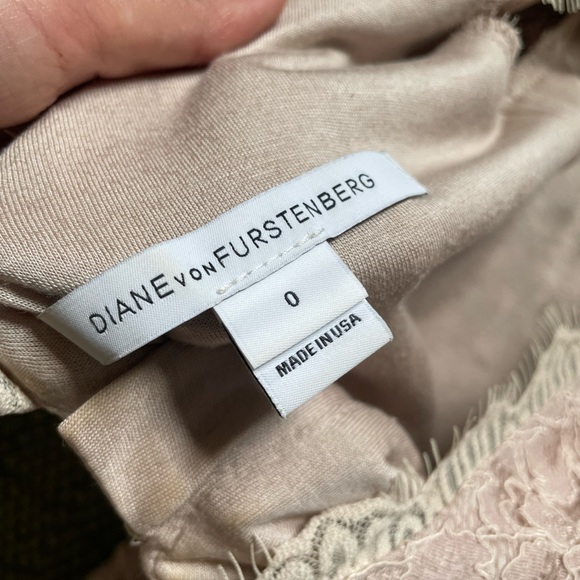 DIANE VON FURSTENBERG
0
MADE IN USA